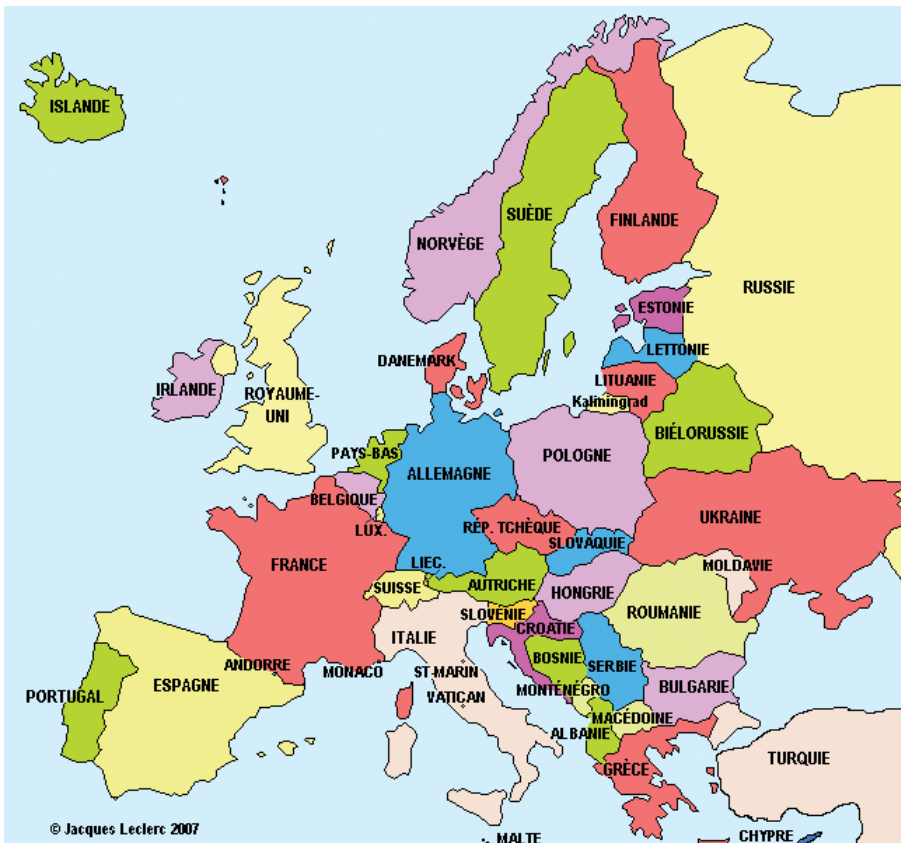 ISLANDE
SUÈDE
FINLANDE
NORVÈGE
RUSSIE
ESTONIE
LETTONIE
DANEMARK
LITUANIE
IRLANDE
ROYAUME-
UNI
Kaliningrad
BIÉLORUSSIE
PAYS-BAS
POLOGNE
ALLEMAGNE
BELGIQUE
UKRAINE
LUX.
RÉP. TCHÈQUE
SLOVAQUIE
FRANCE
LIEC.
MOLDAVIE
SUISSE
AUTRICHE
HONGRIE
ROUMANIE
SLOVÉNIE
CROATIE
ITALIE
BOSNIE
ANDORRE
MONACO
ST-MARIN
SERBIE
ESPAGNE
BULGARIE
PORTUGAL
VATICAN
MONTÉNÉGRO
MACÉDOINE
ALBANIE
TURQUIE
GRÈCE
© Jacques Leclerc 2007
MALTE
CHYPRE